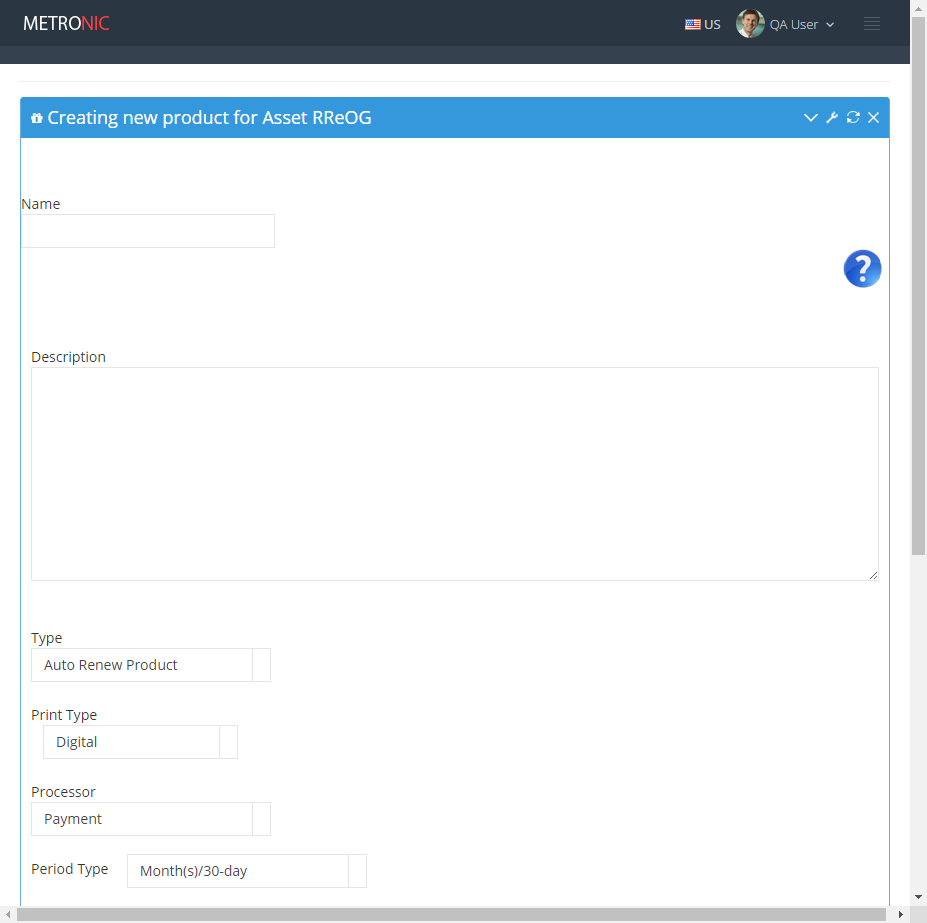 METRONIC
US
QA User
Creating new product for Asset RReOG
Name
?
Description
Type
Auto Renew Product
Print Type
Digital
Processor
Payment
Period Type
Month(s)/30-day